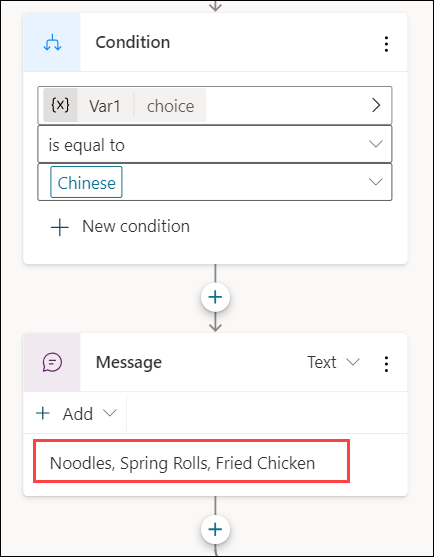 Condition
{x} Var1 choice
is equal to
Chinese
+ New condition
Message Text
+ Add
Noodles, Spring Rolls, Fried Chicken